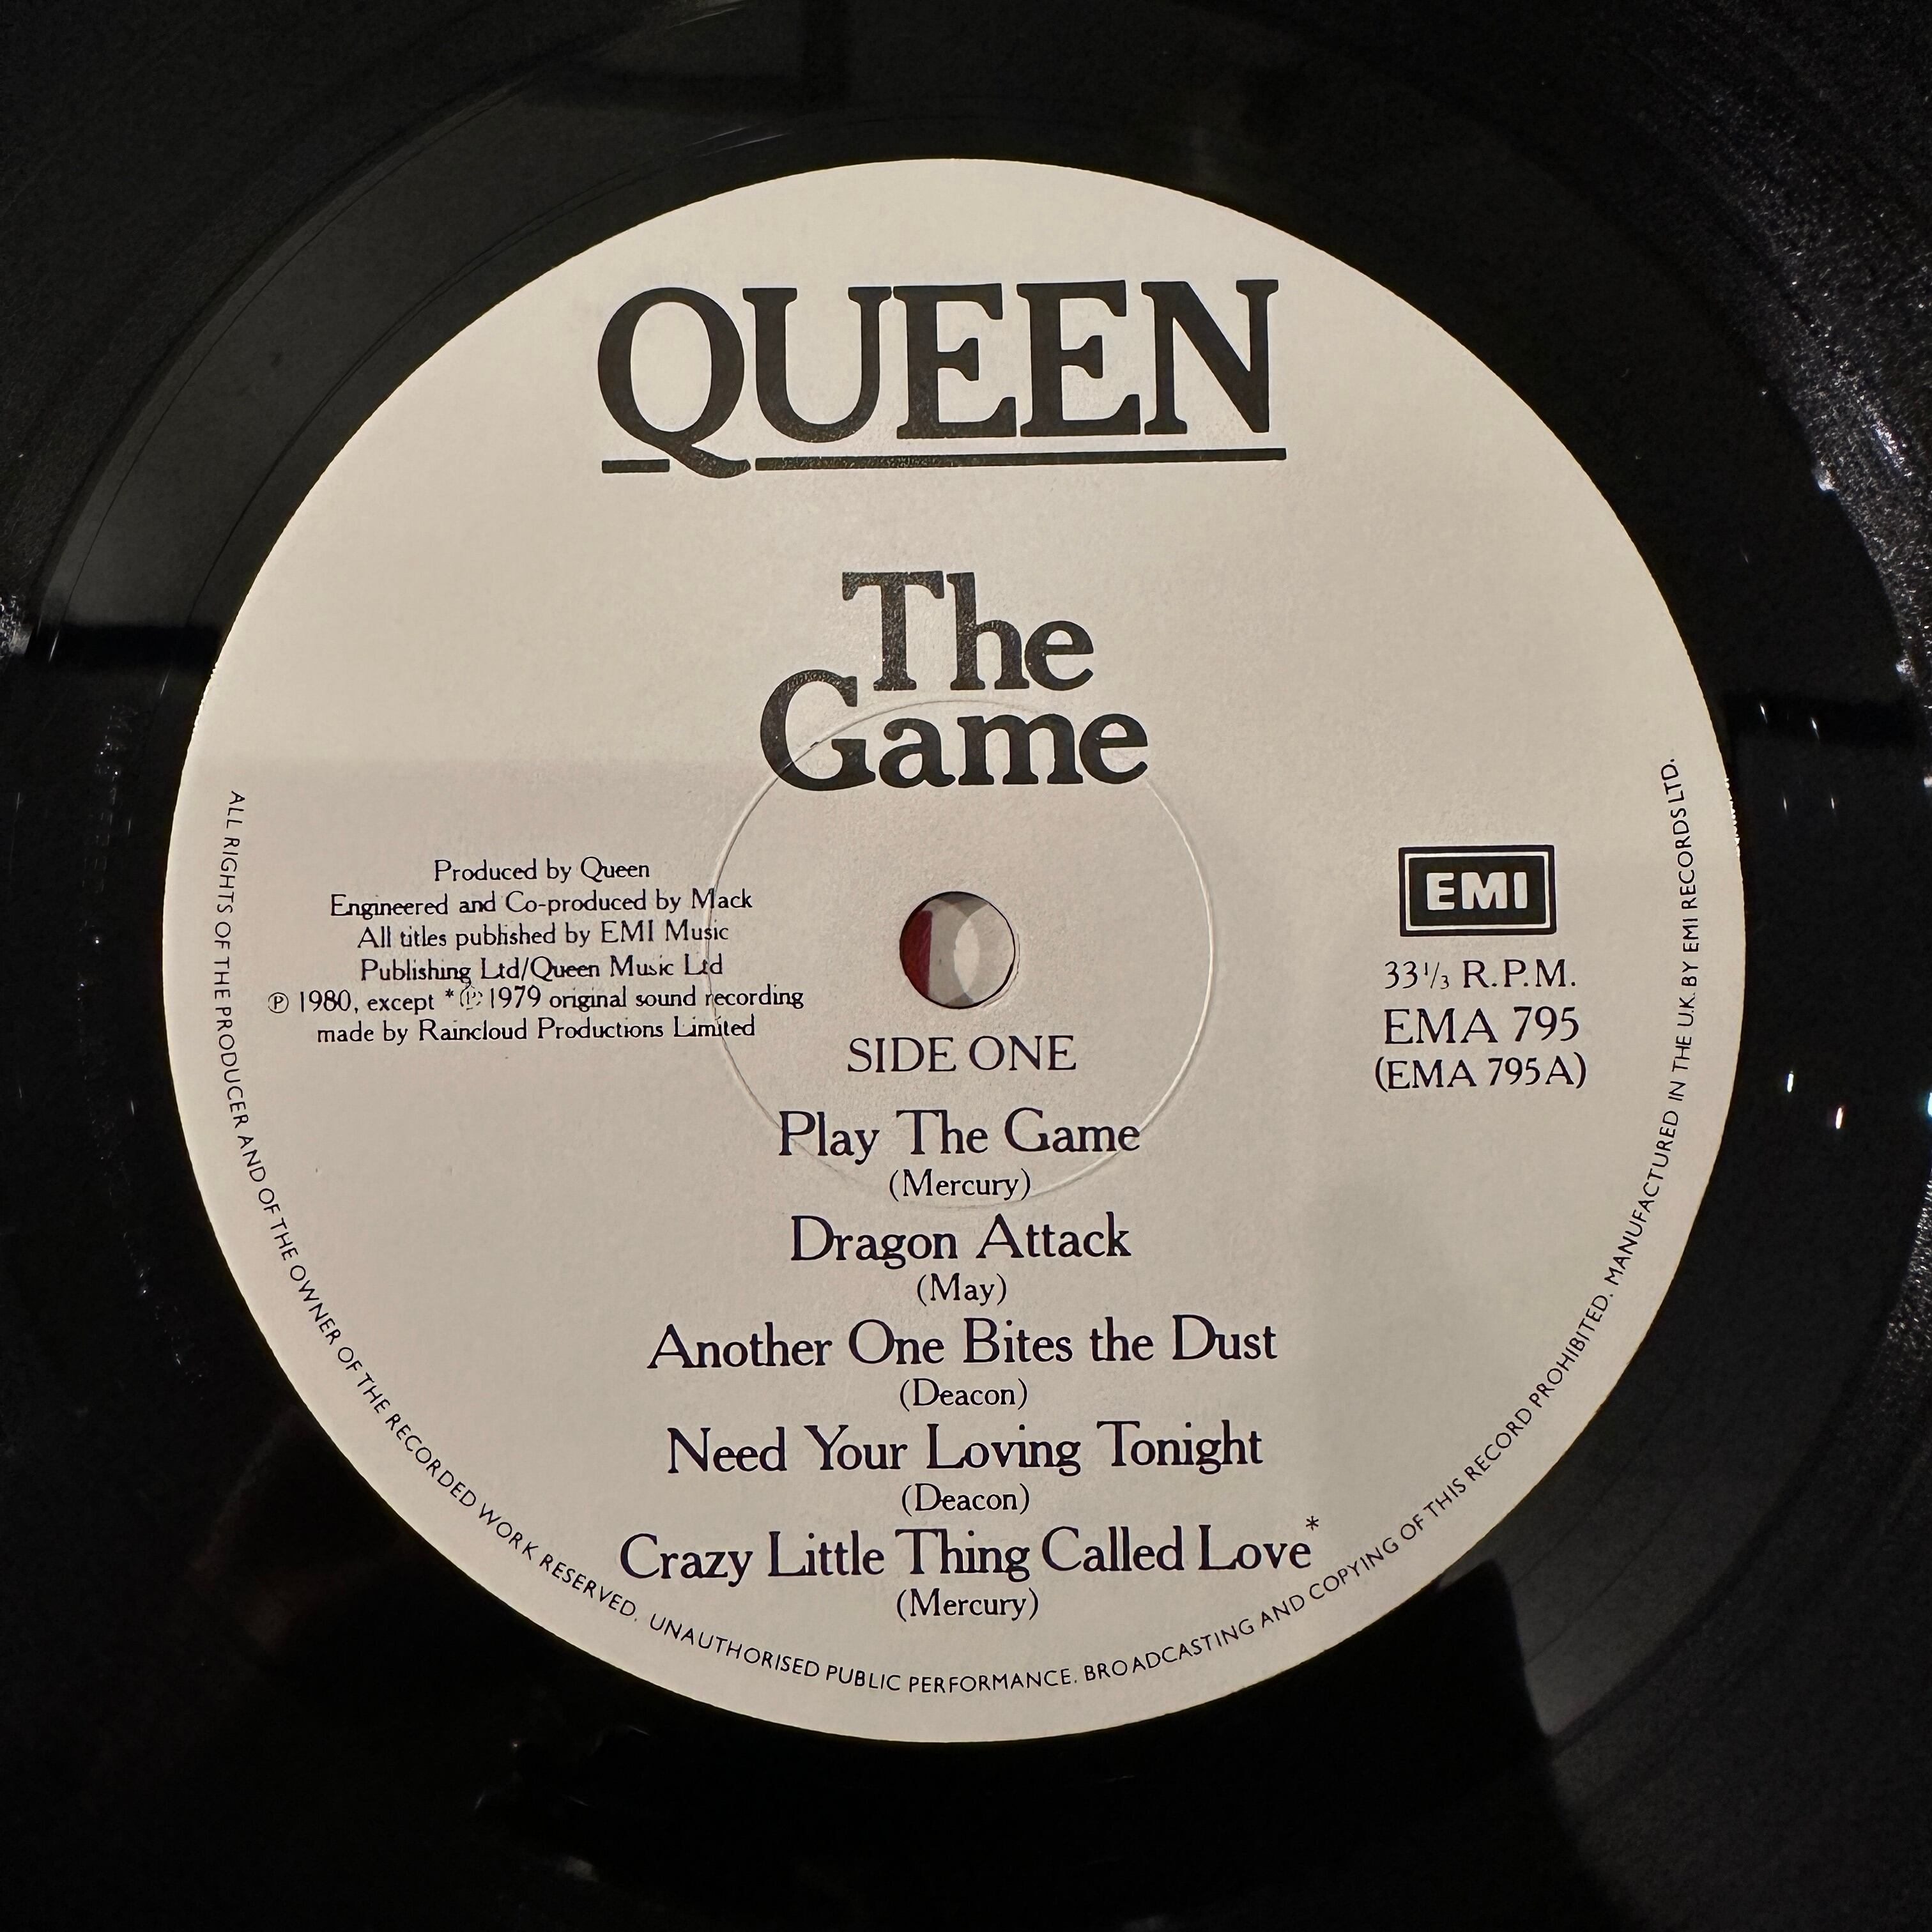 QUEEN
The
Game
Produced by Queen
Engineered and Co-produced by Mack
All titles published by EMI Music
Publishing Ltd/Queen Music Ltd
℗ 1980, except * ℗ 1979 original sound recording
made by Raincloud Productions Limited
EMI
33⅓ R.P.M.
EMA 795
(EMA 795 A)
SIDE ONE
Play The Game
(Mercury)
Dragon Attack
(May)
Another One Bites the Dust
(Deacon)
Need Your Loving Tonight
(Deacon)
Crazy Little Thing Called Love*
(Mercury)
ALL RIGHTS OF THE PRODUCER AND OF THE OWNER OF THE RECORDED WORK RESERVED. UNAUTHORISED PUBLIC PERFORMANCE. BROADCASTING AND COPYING OF THIS RECORD PROHIBITED. MANUFACTURED IN THE U.K. BY EMI RECORDS LTD.